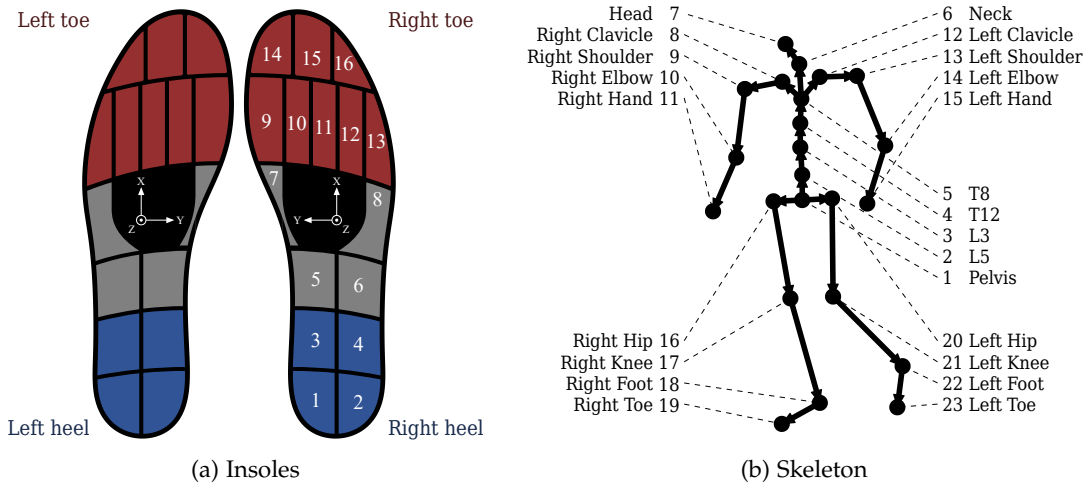 Left toe
Right toe
14 15 16
9 10 11 12 13
7 8
X X
Y Y
Z Z
5 6
3 4
1 2
Left heel
Right heel
(a) Insoles
Head 7
Right Clavicle 8
Right Shoulder 9
Right Elbow 10
Right Hand 11
6 Neck
12 Left Clavicle
13 Left Shoulder
14 Left Elbow
15 Left Hand
5 T8
4 T12
3 L3
2 L5
1 Pelvis
Right Hip 16
Right Knee 17
Right Foot 18
Right Toe 19
20 Left Hip
21 Left Knee
22 Left Foot
23 Left Toe
(b) Skeleton